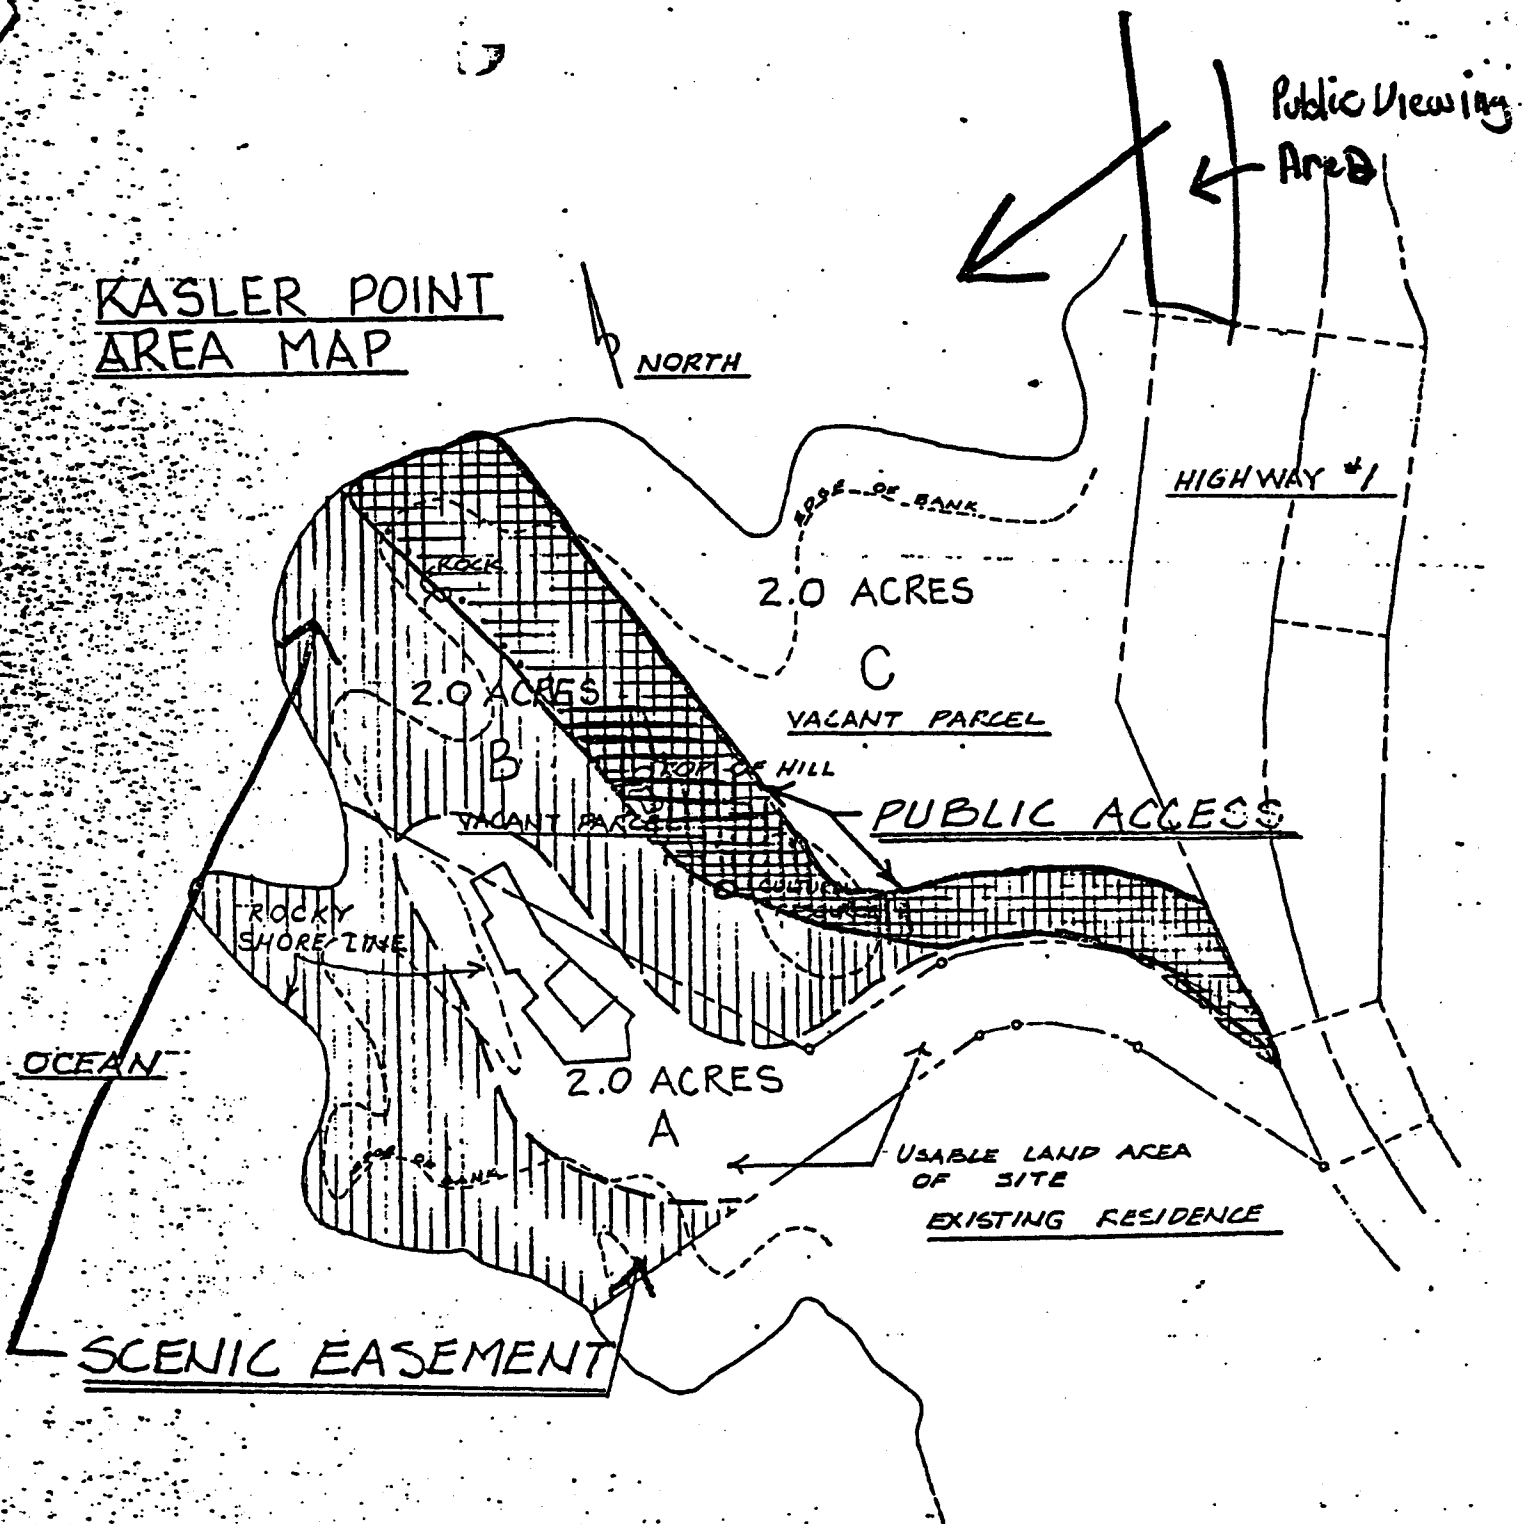 Public Viewing
Area
KASLER POINT
AREA MAP
NORTH
HIGHWAY #1
EDGE OF BANK
ROCK
2.0 ACRES
C
VACANT PARCEL
2.0 ACRES
B
VACANT PARCEL
TOP OF HILL
PUBLIC ACCESS
ROCKY
SHORE LINE
OCEAN
2.0 ACRES
A
USABLE LAND AREA
OF SITE
EXISTING RESIDENCE
SCENIC EASEMENT